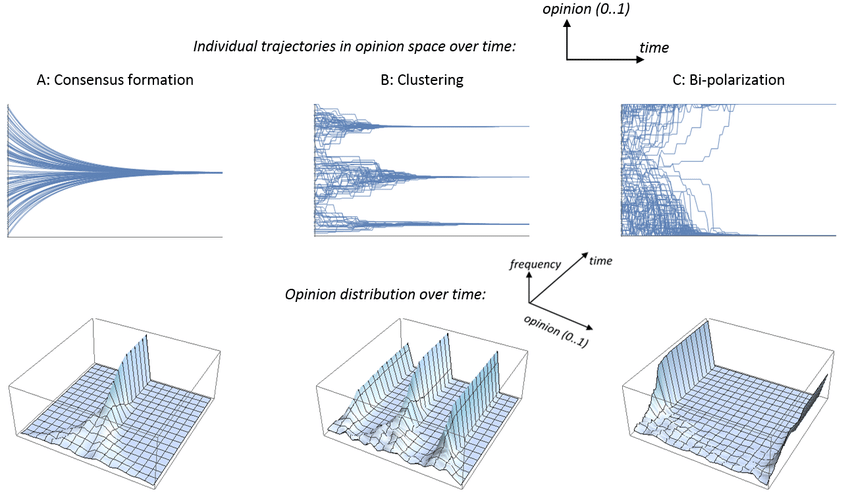 opinion (0..1)
Individual trajectories in opinion space over time:
time
A: Consensus formation
B: Clustering
C: Bi-polarization
frequency
time
Opinion distribution over time:
opinion (0..1)